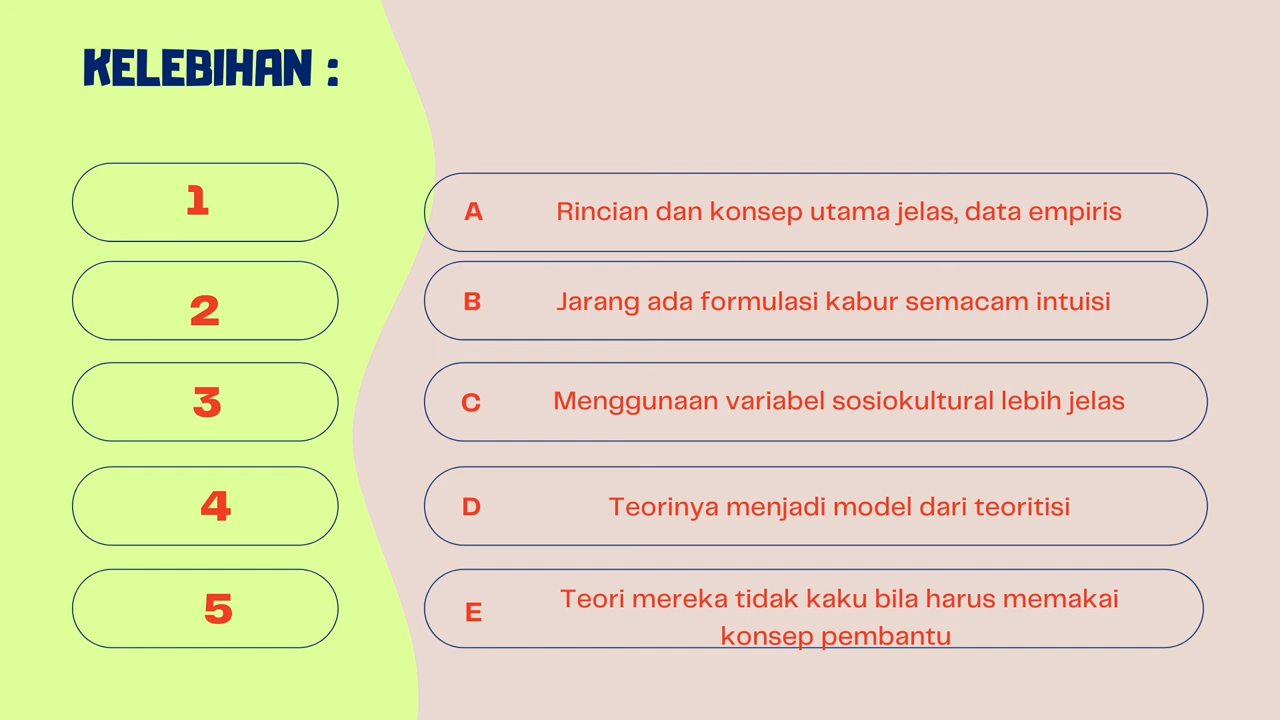 KELEBIHAN :
1
A Rincian dan konsep utama jelas, data empiris
2
B Jarang ada formulasi kabur semacam intuisi
3
C Menggunaan variabel sosiokultural lebih jelas
4
D Teorinya menjadi model dari teoritisi
5
E Teori mereka tidak kaku bila harus memakai
konsep pembantu